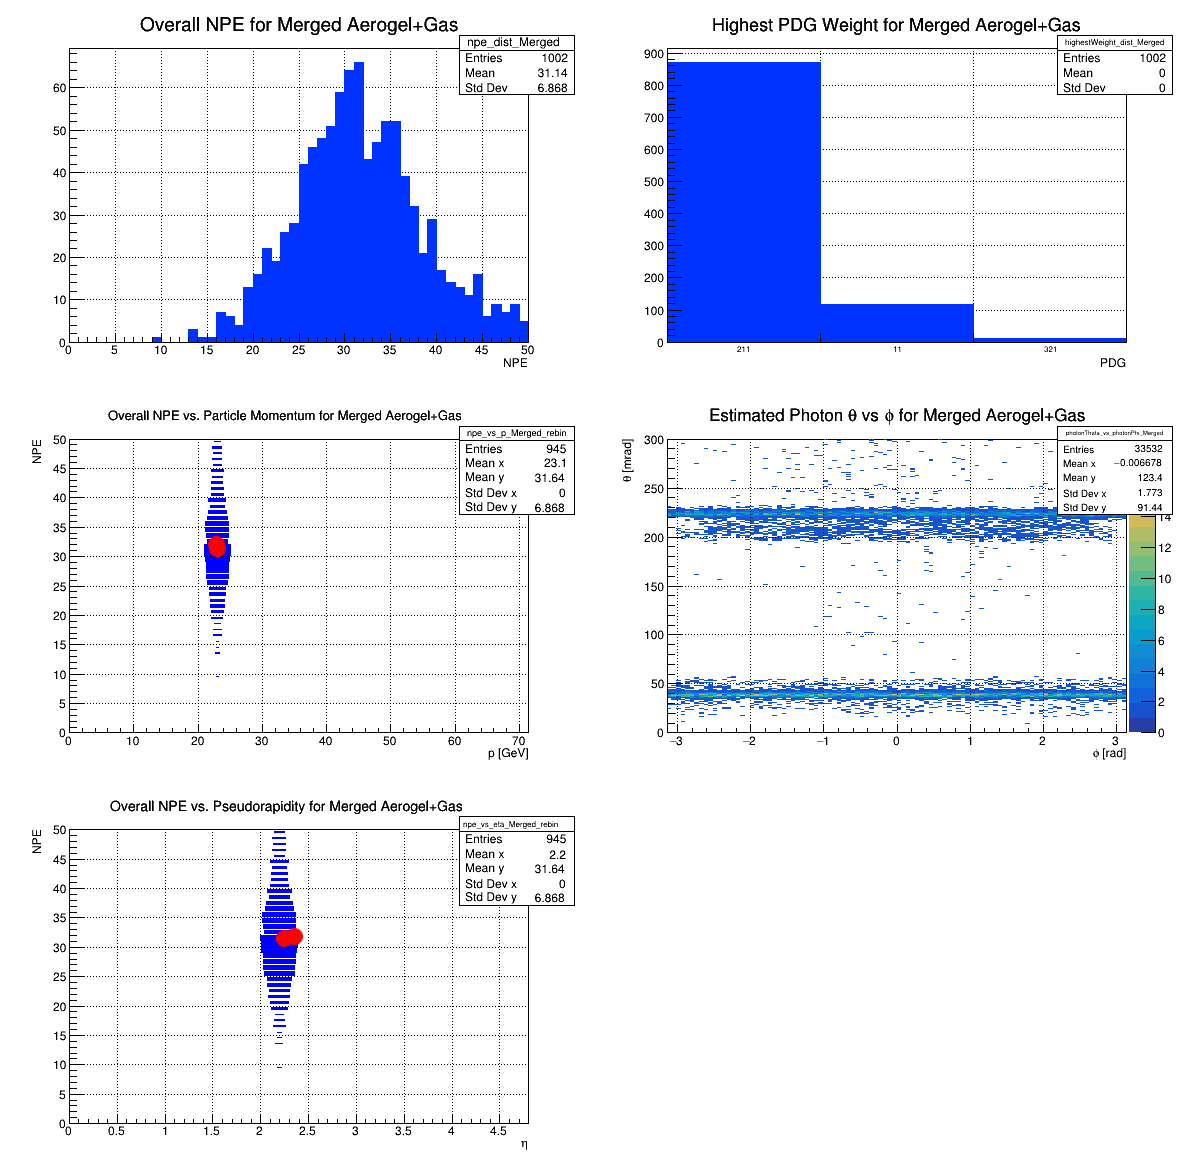 Overall NPE for Merged Aerogel+Gas
npe_dist_Merged
Entries 1002
Mean 31.14
Std Dev 6.868
60
50
40
30
20
10
0
0 5 10 15 20 25 30 35 40 45 50
NPE
Highest PDG Weight for Merged Aerogel+Gas
highestWeight_dist_Merged
Entries 1002
Mean 0
Std Dev 0
900
800
700
600
500
400
300
200
100
0
211 11 321
PDG
Overall NPE vs. Particle Momentum for Merged Aerogel+Gas
npe_vs_p_Merged_rebin
Entries 945
Mean x 23.1
Mean y 31.64
Std Dev x 0
Std Dev y 6.868
NPE
50
45
40
35
30
25
20
15
10
5
0
0 10 20 30 40 50 60 70
p [GeV]
Estimated Photon θ vs ϕ for Merged Aerogel+Gas
photonTheta_vs_photonPhi_Merged
Entries 33532
Mean x −0.006678
Mean y 123.4
Std Dev x 1.773
Std Dev y 91.44
θ [mrad]
300
250
200
150
100
50
0
−3 −2 −1 0 1 2 3
ϕ [rad]
14
12
10
8
6
4
2
0
Overall NPE vs. Pseudorapidity for Merged Aerogel+Gas
npe_vs_eta_Merged_rebin
Entries 945
Mean x 2.2
Mean y 31.64
Std Dev x 0
Std Dev y 6.868
NPE
50
45
40
35
30
25
20
15
10
5
0
0 0.5 1 1.5 2 2.5 3 3.5 4 4.5
η